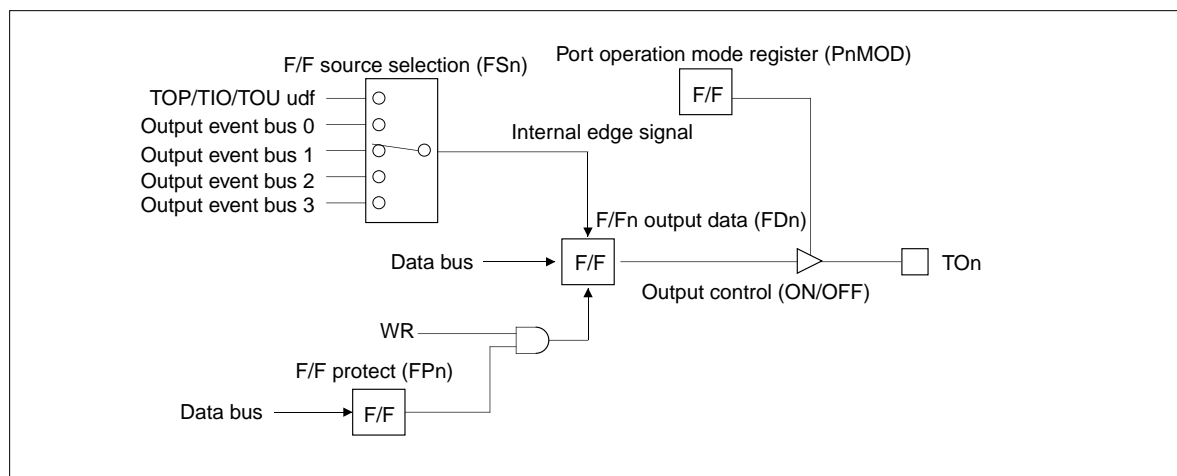 Port operation mode register (PnMOD)
F/F source selection (FSn)
F/F
TOP/TIO/TOU udf
Output event bus 0
Output event bus 1
Output event bus 2
Output event bus 3
Internal edge signal
F/Fn output data (FDn)
Data bus
F/F
TOn
Output control (ON/OFF)
WR
F/F protect (FPn)
Data bus
F/F